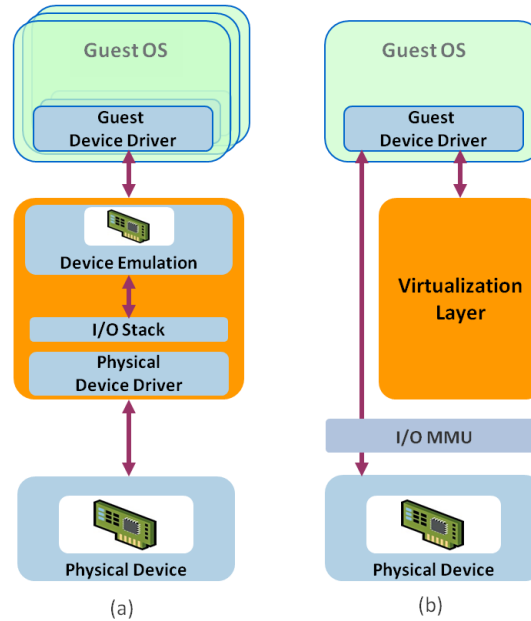 Guest OS
Guest
Device Driver
Device Emulation
I/O Stack
Physical
Device Driver
Physical Device
(a)
Guest OS
Guest
Device Driver
Virtualization
Layer
I/O MMU
Physical Device
(b)